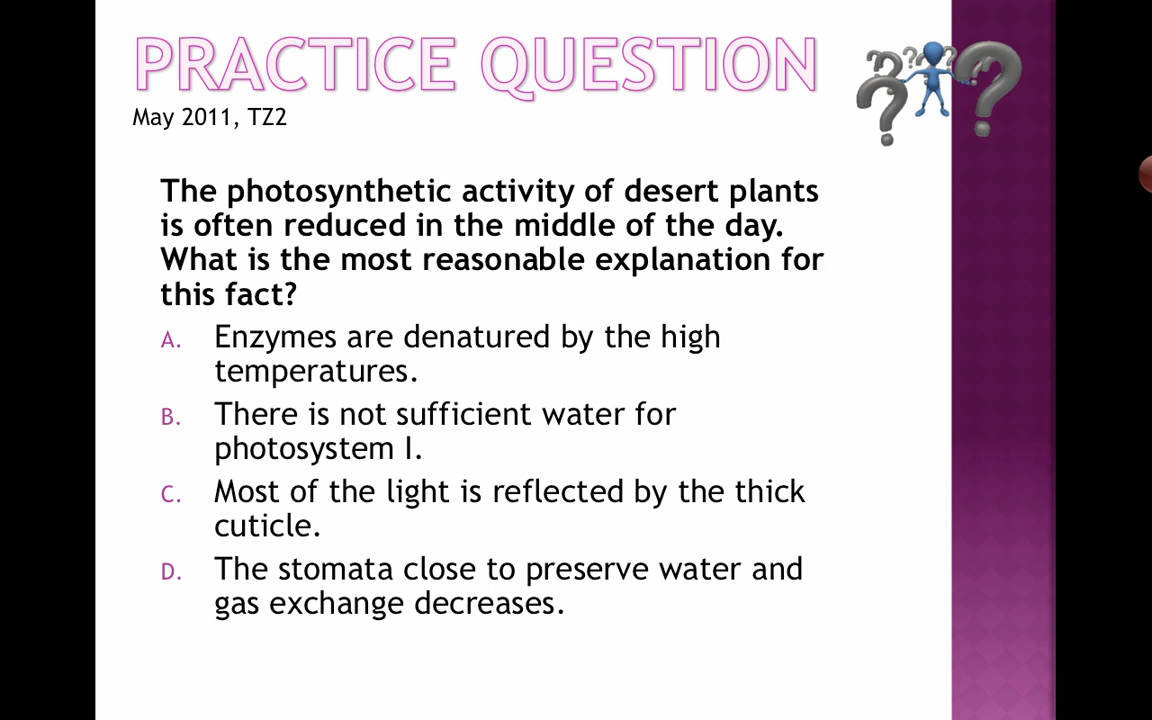 PRACTICE QUESTION
May 2011, TZ2
The photosynthetic activity of desert plants
is often reduced in the middle of the day.
What is the most reasonable explanation for
this fact?
A. Enzymes are denatured by the high
temperatures.
B. There is not sufficient water for
photosystem I.
C. Most of the light is reflected by the thick
cuticle.
D. The stomata close to preserve water and
gas exchange decreases.